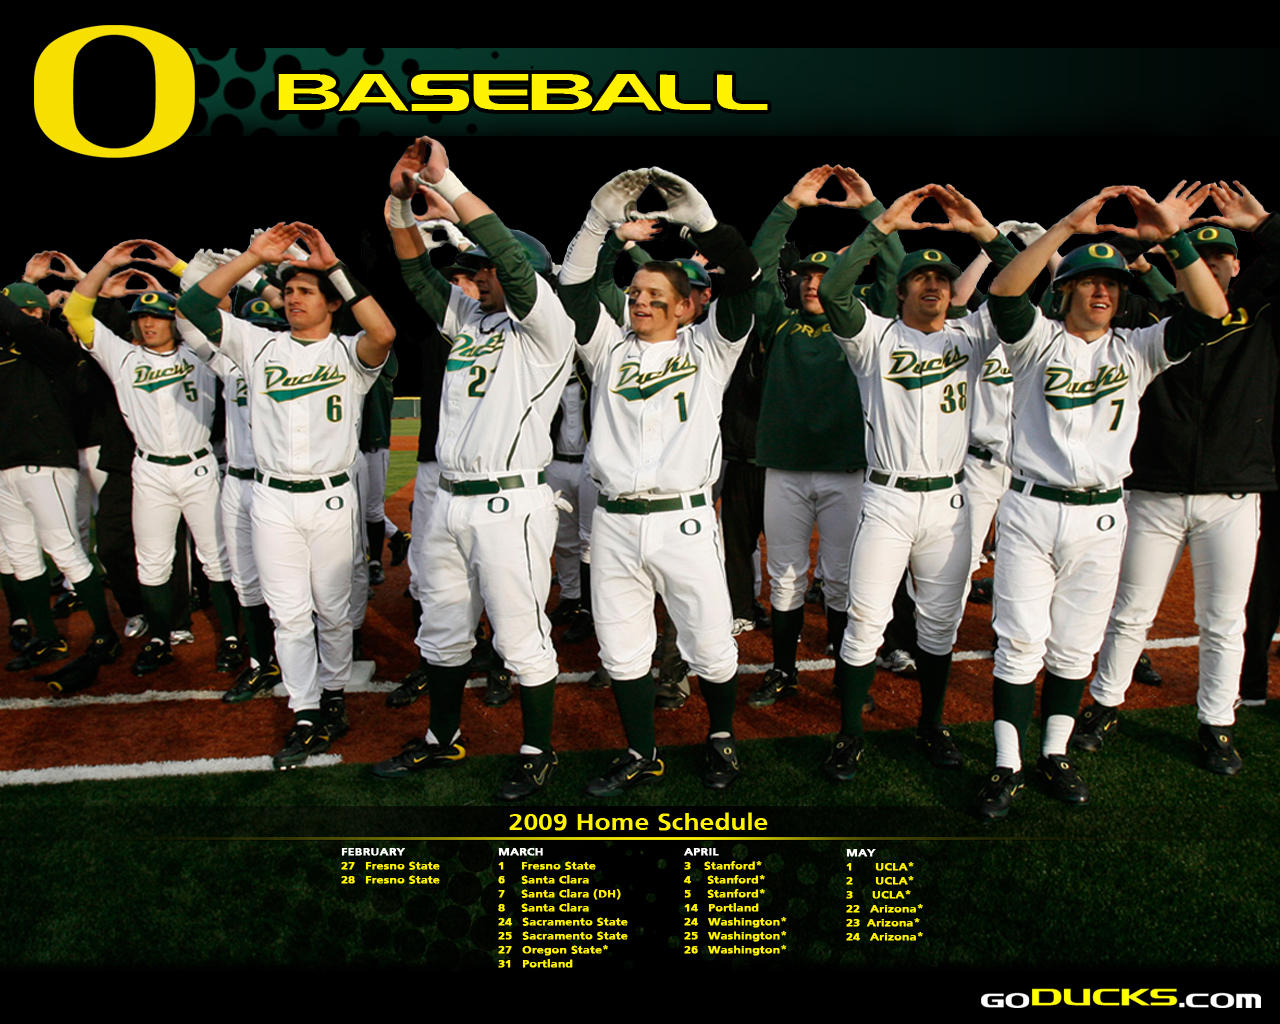 O
BASEBALL
OREG
Ducks
5
Ducks
6
Ducks
2
Ducks
1
Ducks
38
Ducks
7
2009 Home Schedule
FEBRUARY
27 Fresno State
28 Fresno State
MARCH
1 Fresno State
6 Santa Clara
7 Santa Clara (DH)
8 Santa Clara
24 Sacramento State
25 Sacramento State
27 Oregon State*
31 Portland
APRIL
3 Stanford*
4 Stanford*
5 Stanford*
14 Portland
24 Washington*
25 Washington*
26 Washington*
MAY
1 UCLA*
2 UCLA*
3 UCLA*
22 Arizona*
23 Arizona*
24 Arizona*
GODUCKS.COM